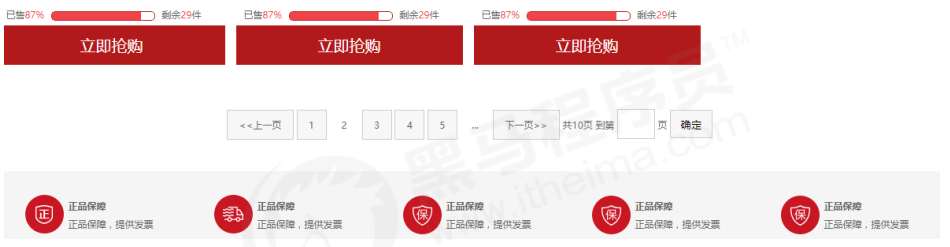 已售87% 剩余29件 已售87% 剩余29件 已售87% 剩余29件
立即抢购 立即抢购 立即抢购
<<上一页 1 2 3 4 5 ... 下一页>> 共10页 到第 页 确定
黑马程序员TM
www.itheima.com
正品保障 正品保障 正品保障 正品保障 正品保障
正 保 保 保
正品保障，提供发票 正品保障，提供发票 正品保障，提供发票 正品保障，提供发票 正品保障，提供发票